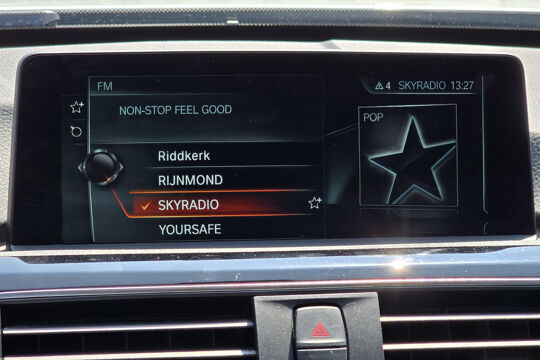 FM
4 SKYRADIO 13:27
NON-STOP FEEL GOOD
POP
Riddkerk
RIJNMOND
SKYRADIO
YOURSAFE